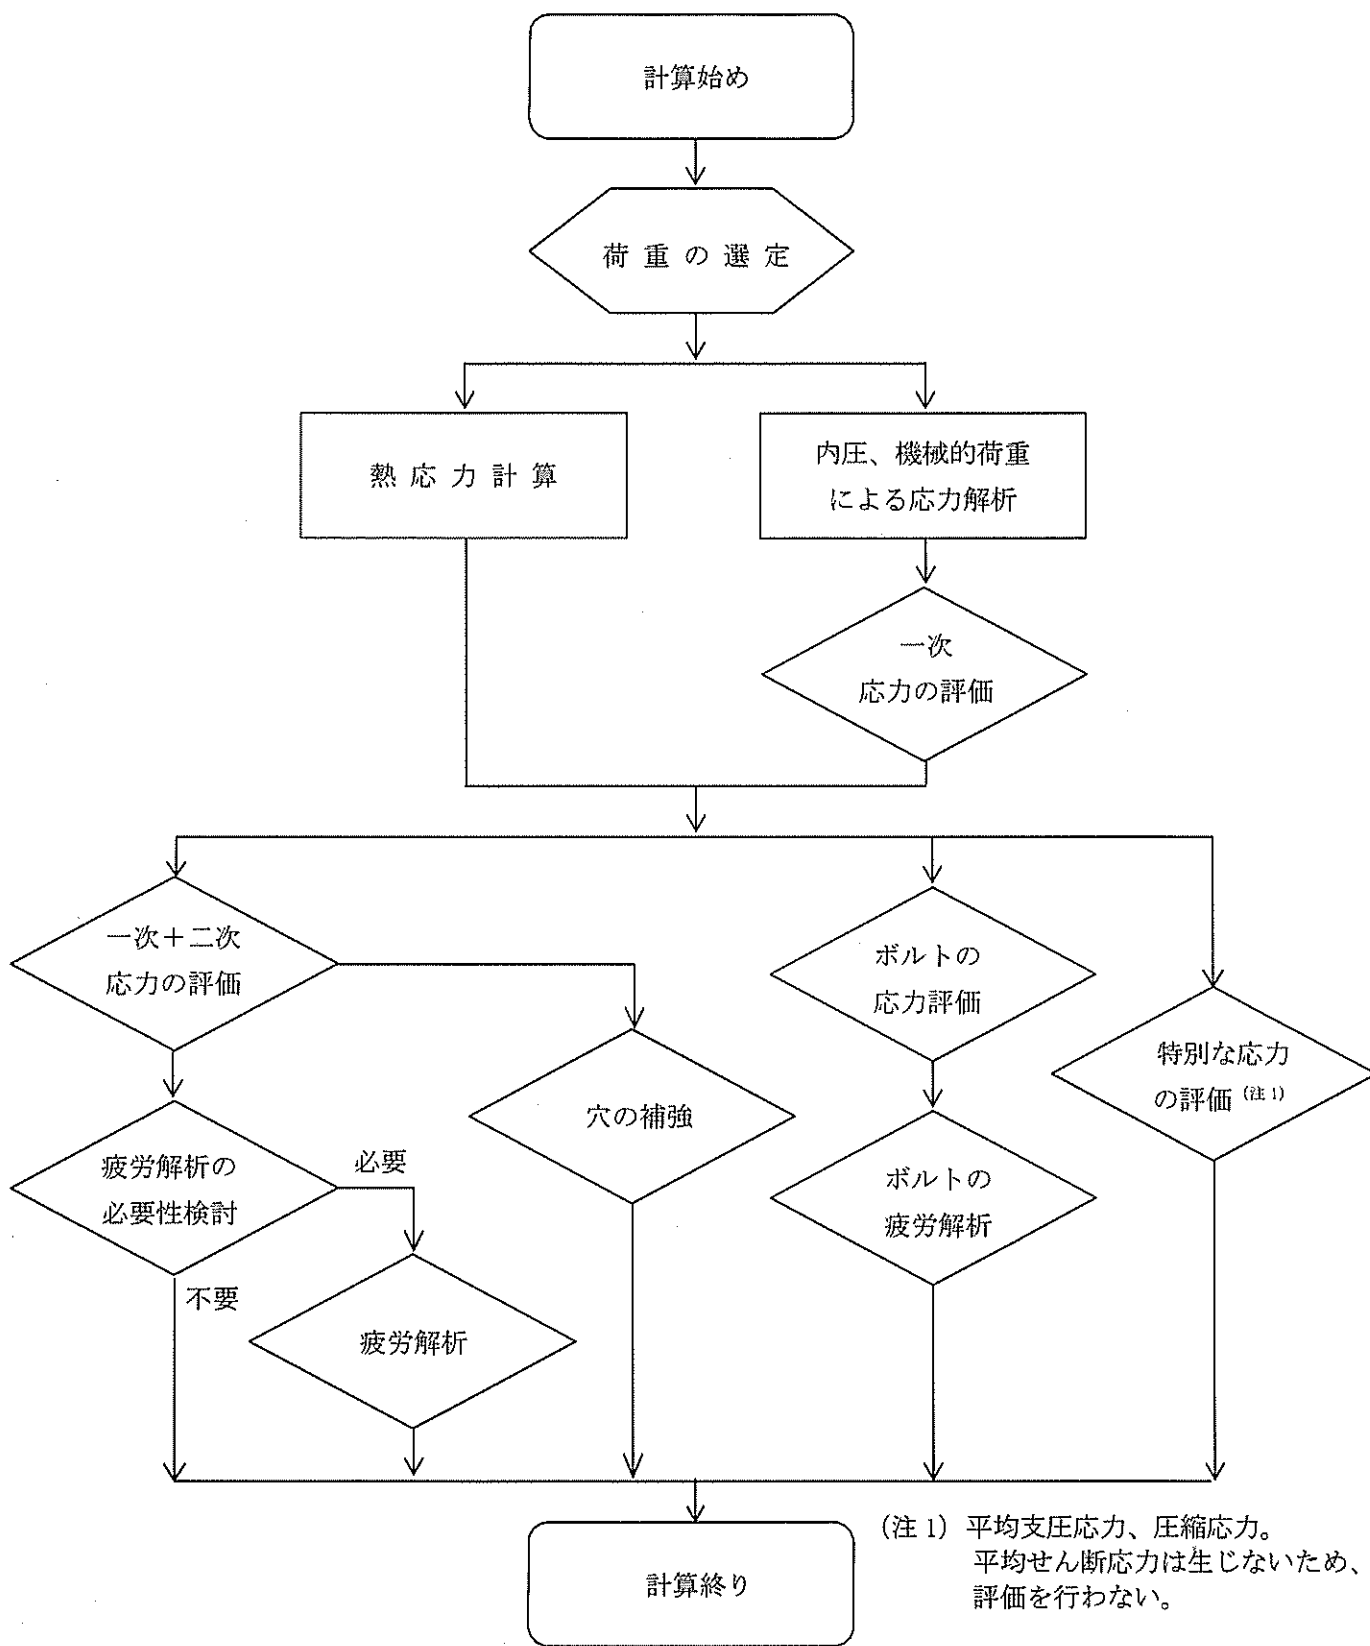 計算始め
荷重の選定
熱応力計算
内圧、機械的荷重
による応力解析
一次
応力の評価
一次+二次
応力の評価
ボルトの
応力評価
特別な応力
の評価(注1)
穴の補強
疲労解析の
必要性検討
必要
不要
ボルトの
疲労解析
疲労解析
計算終り
(注1) 平均支圧応力、圧縮応力。
平均せん断応力は生じないため、
評価を行わない。